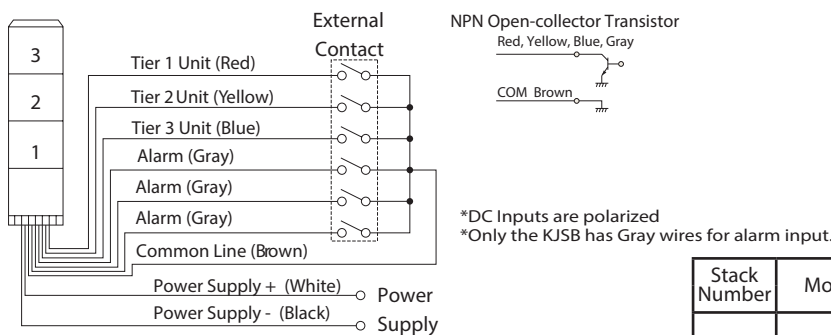 External
Contact
3
2
1
Tier 1 Unit (Red)
Tier 2 Unit (Yellow)
Tier 3 Unit (Blue)
Alarm (Gray)
Alarm (Gray)
Alarm (Gray)
Common Line (Brown)
Power Supply + (White)
Power Supply - (Black)
Power
Supply
NPN Open-collector Transistor
Red, Yellow, Blue, Gray
COM Brown
*DC Inputs are polarized
*Only the KJSB has Gray wires for alarm input.
Stack
Number
Mo